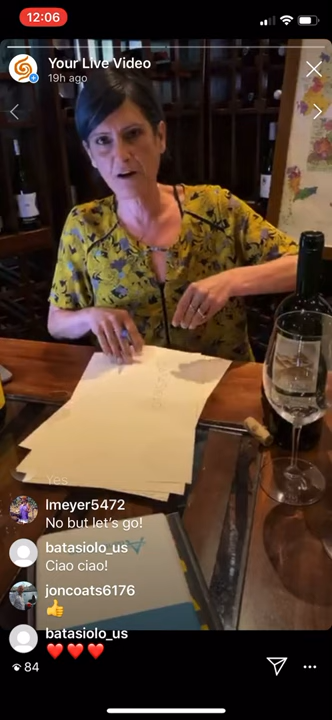 12:06
Your Live Video
19h ago
Yes
lmeyer5472
No but let's go!
batasiolo_us
Ciao ciao!
joncoats6176
👍
batasiolo_us
❤️❤️❤️
84